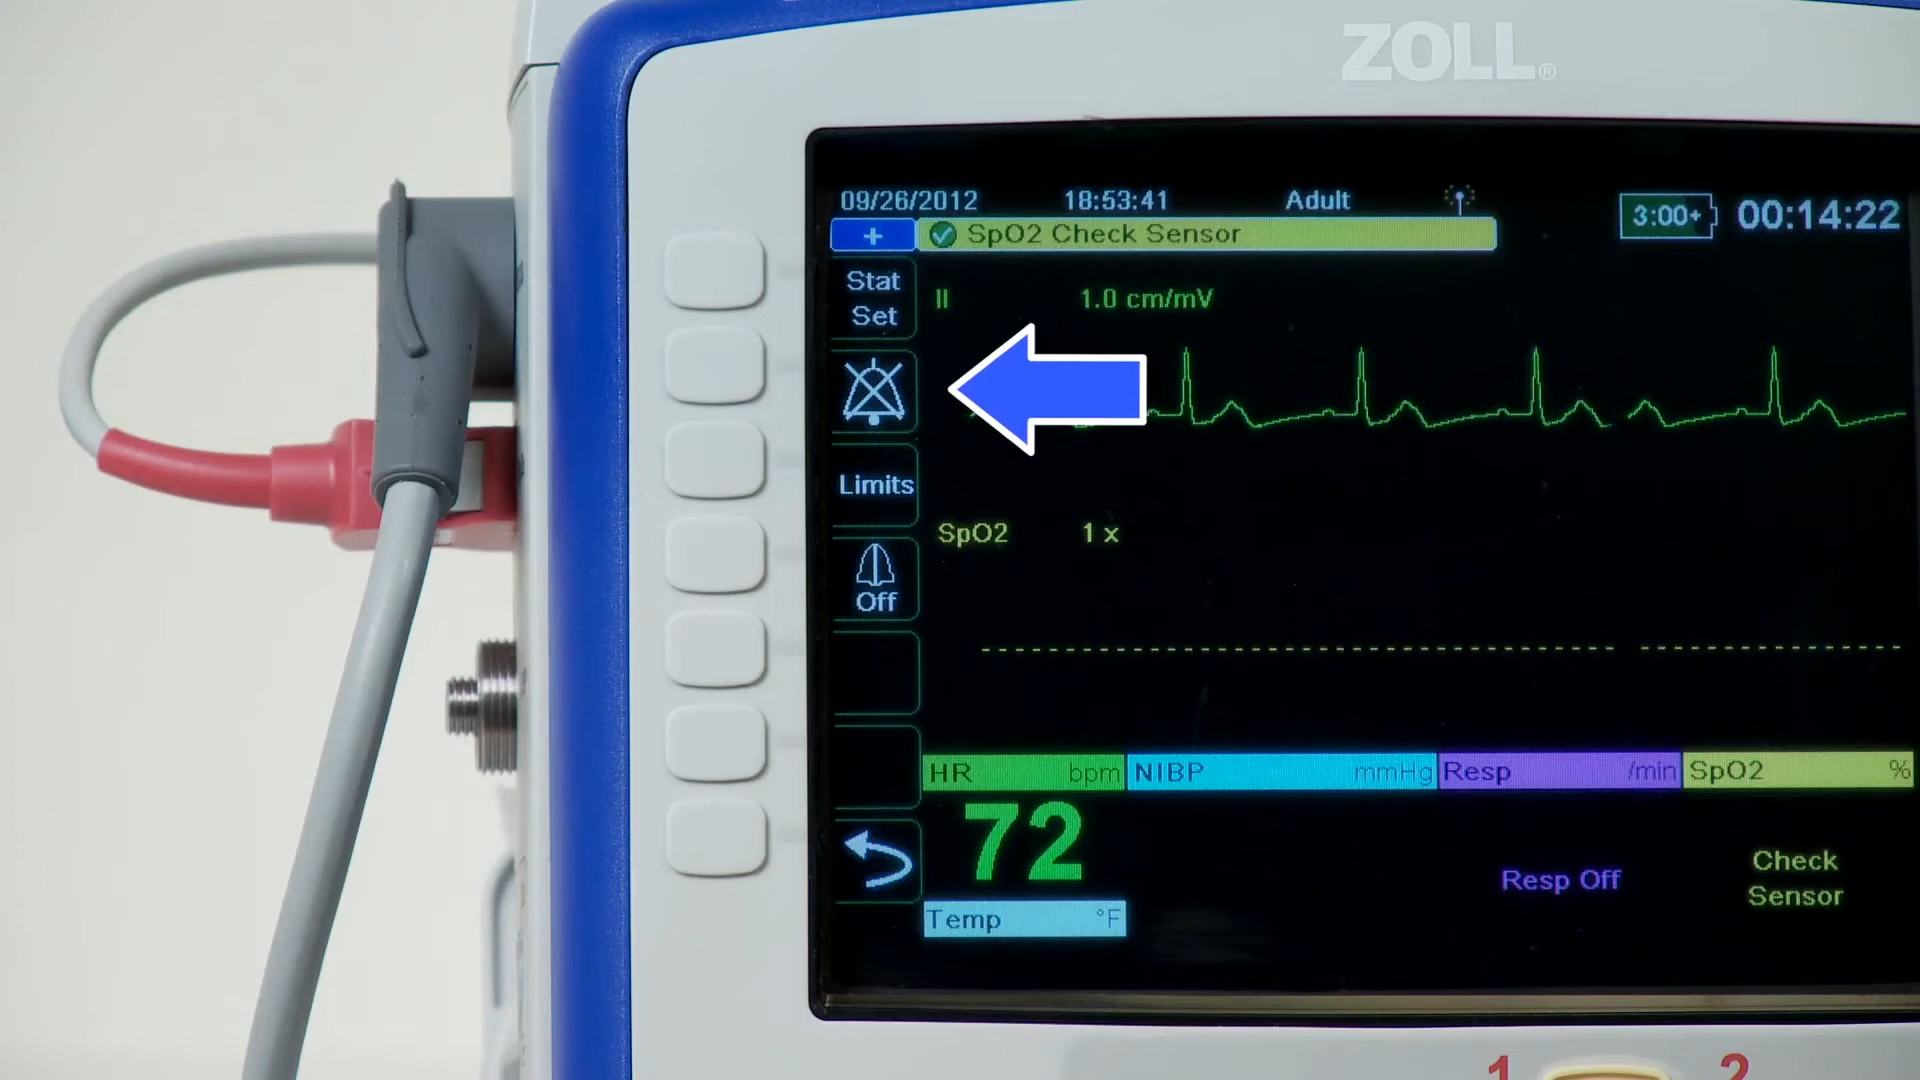 ZOLL®
09/26/2012 18:53:41 Adult 3:00+ 00:14:22
+ SpO2 Check Sensor
Stat
Set
II 1.0 cm/mV
Limits
SpO2 1 x
Off
HR bpm NIBP mmHg Resp /min SpO2 %
72
Resp Off
Check
Sensor
Temp °F
1 2